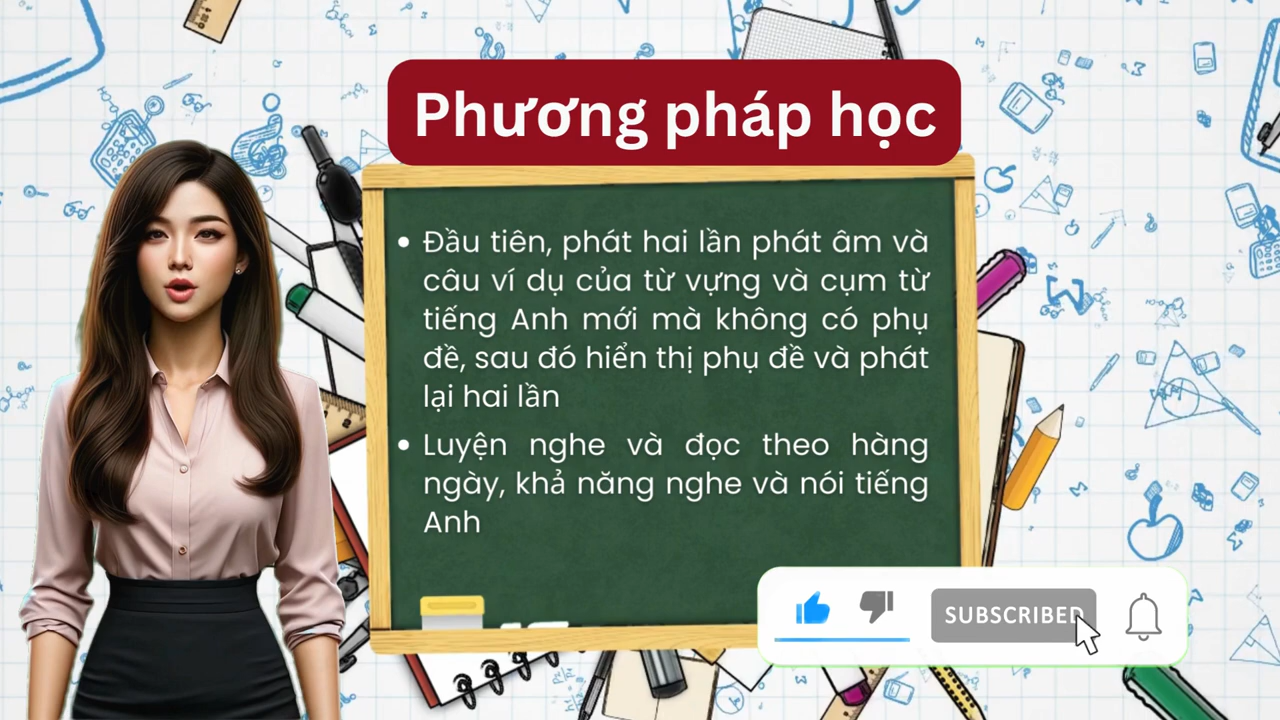 Phương pháp học
• Đầu tiên, phát hai lần phát âm và
câu ví dụ của từ vựng và cụm từ
tiếng Anh mới mà không có phụ
đề, sau đó hiển thị phụ đề và phát
lại hai lần
• Luyện nghe và đọc theo hàng
ngày, khả năng nghe và nói tiếng
Anh
SUBSCRIBED